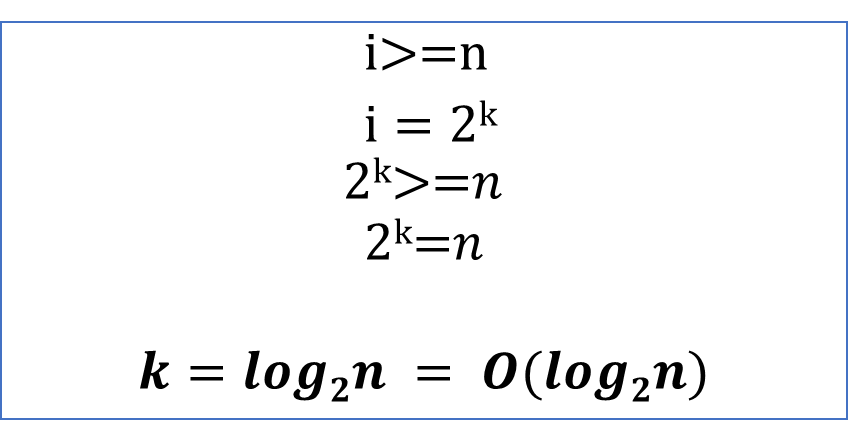 i>=n
i = 2ᵏ
2ᵏ>=n
2ᵏ=n
k = log₂n = O(log₂n)